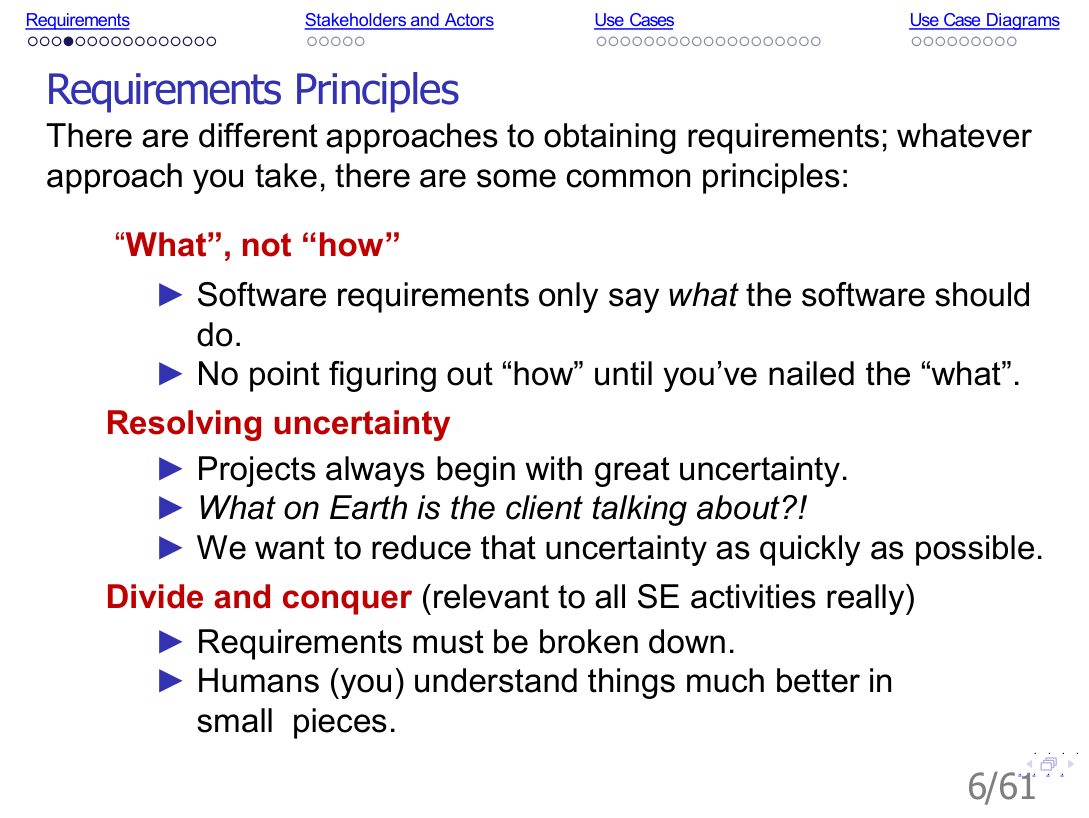 Requirements Stakeholders and Actors Use Cases Use Case Diagrams
Requirements Principles
There are different approaches to obtaining requirements; whatever
approach you take, there are some common principles:
“What”, not “how”
► Software requirements only say what the software should
do.
► No point figuring out “how” until you’ve nailed the “what”.
Resolving uncertainty
► Projects always begin with great uncertainty.
► What on Earth is the client talking about?!
► We want to reduce that uncertainty as quickly as possible.
Divide and conquer (relevant to all SE activities really)
► Requirements must be broken down.
► Humans (you) understand things much better in
small pieces.
6/61